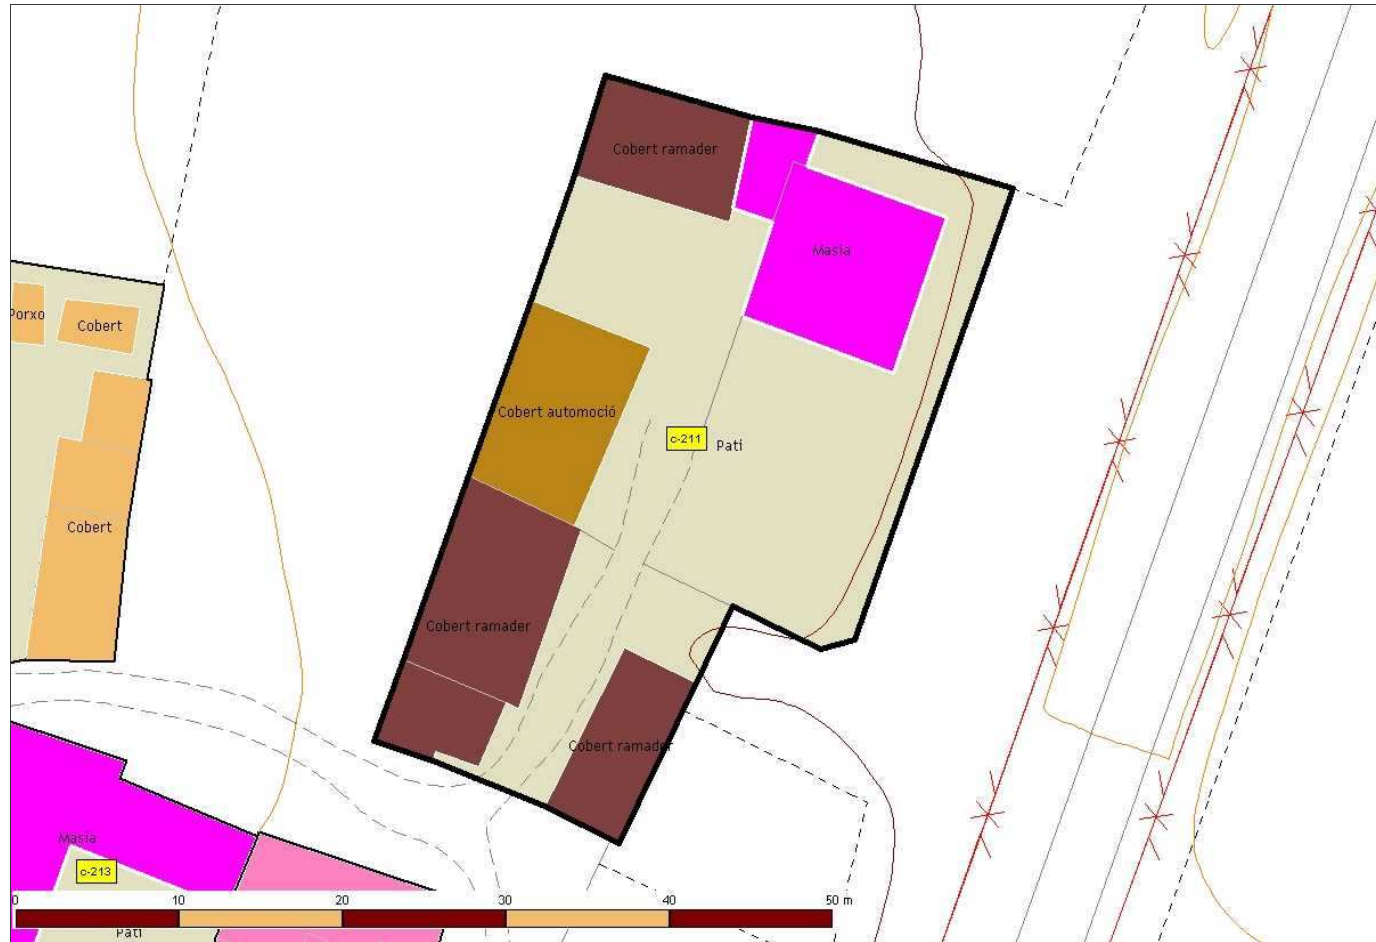 Cobert ramader
Masia
Porxo
Cobert
Cobert automoció
c-211
Pati
Cobert
Cobert ramader
Cobert ramader
Masia
c-213
0 10 20 30 40 50 m
Pati